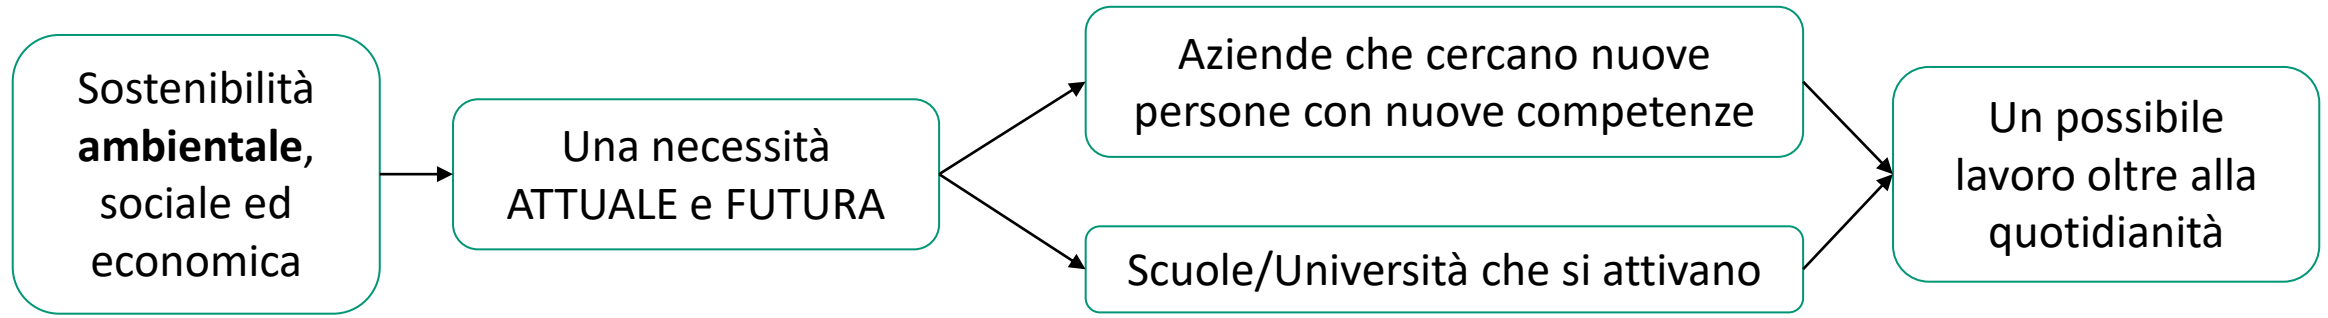 Sostenibilità
ambientale,
sociale ed
economica
Una necessità
ATTUALE e FUTURA
Aziende che cercano nuove
persone con nuove competenze
Scuole/Università che si attivano
Un possibile
lavoro oltre alla
quotidianità